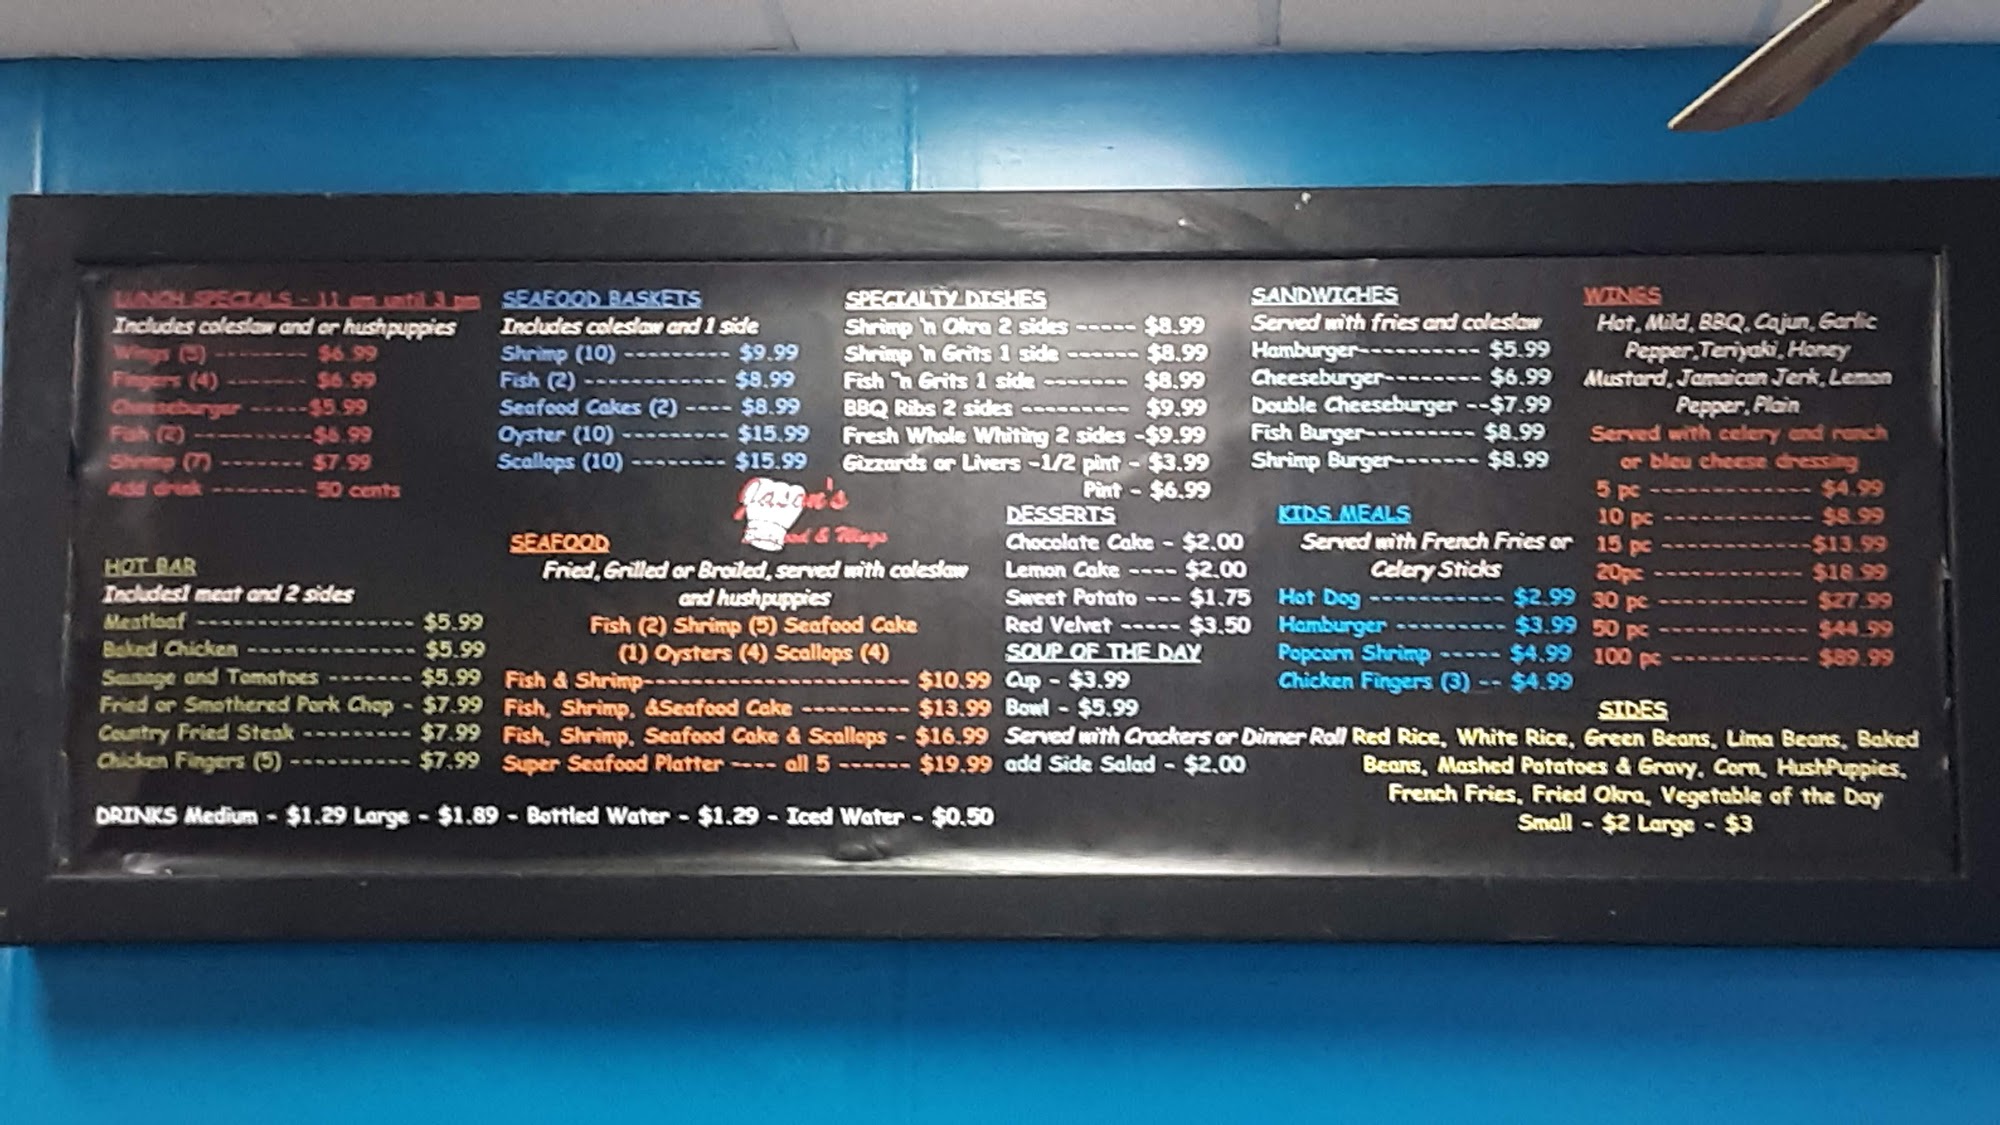 LUNCH SPECIALS - 11 am until 3 pm
Includes coleslaw and or hushpuppies
Wings (5) -------- $6.99
Fingers (4) ------- $6.99
Cheeseburger -----$5.99
Fish (2) ----------$6.99
Shrimp (7) ------- $7.99
Add drink -------- 50 cents
HOT BAR
Includes1 meat and 2 sides
Meatloaf ------------------ $5.99
Baked Chicken -------------- $5.99
Sausage and Tomatoes ------- $5.99
Fried or Smothered Pork Chop - $7.99
Country Fried Steak --------- $7.99
Chicken Fingers (5) ---------- $7.99
SEAFOOD BASKETS
Includes coleslaw and 1 side
Shrimp (10) --------- $9.99
Fish (2) ------------ $8.99
Seafood Cakes (2) ---- $8.99
Oyster (10) --------- $15.99
Scallops (10) -------- $15.99
Jason's
& Wings
SEAFOOD
Fried, Grilled or Broiled, served with coleslaw
and hushpuppies
Fish (2) Shrimp (5) Seafood Cake
(1) Oysters (4) Scallops (4)
Fish & Shrimp---------------------- $10.99
Fish, Shrimp, &Seafood Cake --------- $13.99
Fish, Shrimp, Seafood Cake & Scallops - $16.99
Super Seafood Platter ---- all 5 ------ $19.99
DRINKS Medium - $1.29 Large - $1.89 - Bottled Water - $1.29 - Iced Water - $0.50
SPECIALTY DISHES
Shrimp 'n Okra 2 sides ----- $8.99
Shrimp 'n Grits 1 side ------ $8.99
Fish 'n Grits 1 side ------- $8.99
BBQ Ribs 2 sides --------- $9.99
Fresh Whole Whiting 2 sides -$9.99
Gizzards or Livers -1/2 pint - $3.99
Pint - $6.99
DESSERTS
Chocolate Cake - $2.00
Lemon Cake ---- $2.00
Sweet Potato --- $1.75
Red Velvet ----- $3.50
SOUP OF THE DAY
Cup - $3.99
Bowl - $5.99
Served with Crackers or Dinner Roll
add Side Salad - $2.00
SANDWICHES
Served with fries and coleslaw
Hamburger---------- $5.99
Cheeseburger-------- $6.99
Double Cheeseburger --$7.99
Fish Burger--------- $8.99
Shrimp Burger------- $8.99
KIDS MEALS
Served with French Fries or
Celery Sticks
Hot Dog ----------- $2.99
Hamburger --------- $3.99
Popcorn Shrimp ----- $4.99
Chicken Fingers (3) -- $4.99
WINGS
Hot, Mild, BBQ, Cajun, Garlic
Pepper,Teriyaki, Honey
Mustard, Jamaican Jerk, Lemon
Pepper, Plain
Served with celery and ranch
or bleu cheese dressing
5 pc ------------- $4.99
10 pc ------------ $8.99
15 pc ------------$13.99
20pc ------------ $18.99
30 pc ----------- $27.99
50 pc ----------- $44.99
100 pc ----------- $89.99
SIDES
Red Rice, White Rice, Green Beans, Lima Beans, Baked
Beans, Mashed Potatoes & Gravy, Corn, HushPuppies,
French Fries, Fried Okra, Vegetable of the Day
Small - $2 Large - $3